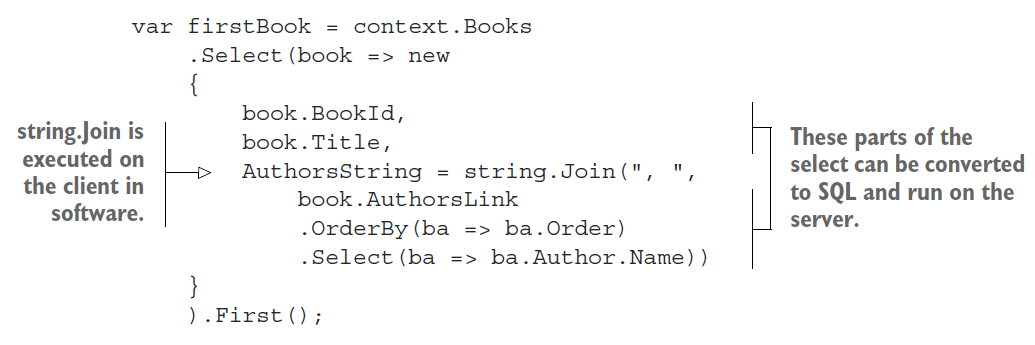 var firstBook = context.Books
.Select(book => new
{
book.BookId,
book.Title,
AuthorsString = string.Join(", ",
book.AuthorsLink
.OrderBy(ba => ba.Order)
.Select(ba => ba.Author.Name))
}
).First();
string.Join is
executed on
the client in
software.
These parts of the
select can be converted
to SQL and run on the
server.